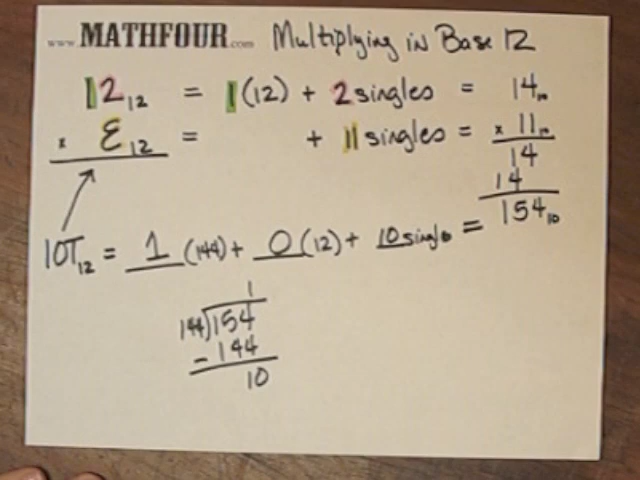 www.MATHFOUR.com Multiplying in Base 12
12₁₂ = 1(12) + 2 singles = 14₁₀
x Ɛ₁₂ = + 11 singles = x 11₁₀
14
14
154₁₀
10T₁₂ = 1 (144) + 0 (12) + 10 singles =
1
144)154
- 144
10